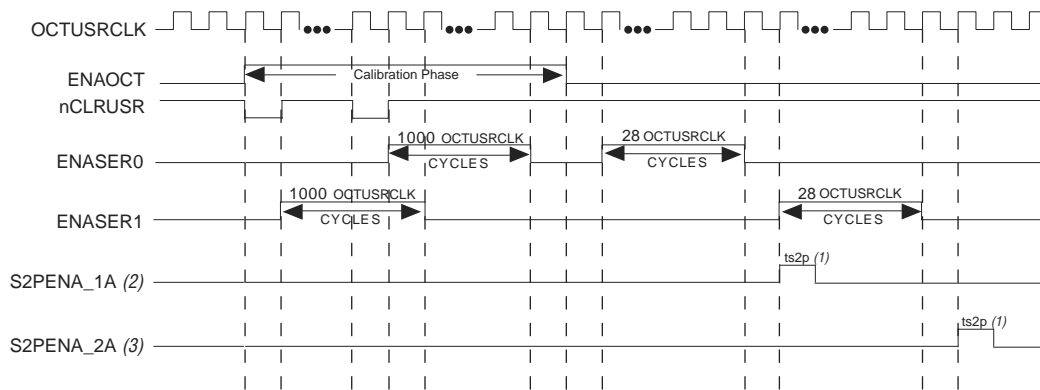 OCTUSRCLK
ENAOCT
Calibration Phase
nCLRUSR
1000 OCTUSRCLK
28 OCTUSRCLK
ENASER0
CYCLES
CYCLES
1000 OCTUSRCLK
28 OCTUSRCLK
ENASER1
CYCLES
CYCLES
ts2p (1)
S2PENA_1A (2)
ts2p (1)
S2PENA_2A (3)